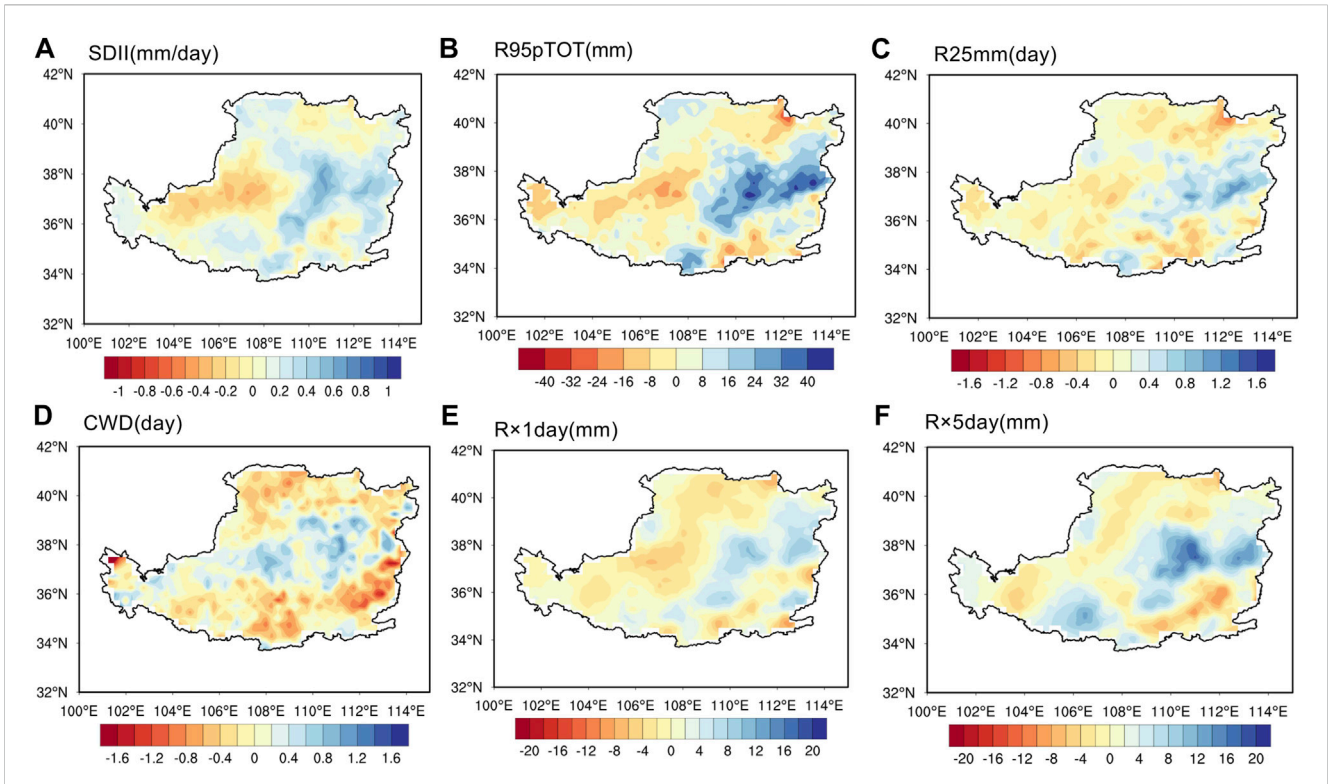 A SDII(mm/day)
42°N
40°N
38°N
36°N
34°N
32°N
100°E 102°E 104°E 106°E 108°E 110°E 112°E 114°E
-1 -0.8 -0.6 -0.4 -0.2 0 0.2 0.4 0.6 0.8 1
B R95pTOT(mm)
42°N
40°N
38°N
36°N
34°N
32°N
100°E 102°E 104°E 106°E 108°E 110°E 112°E 114°E
-40 -32 -24 -16 -8 0 8 16 24 32 40
C R25mm(day)
42°N
40°N
38°N
36°N
34°N
32°N
100°E 102°E 104°E 106°E 108°E 110°E 112°E 114°E
-1.6 -1.2 -0.8 -0.4 0 0.4 0.8 1.2 1.6
D CWD(day)
42°N
40°N
38°N
36°N
34°N
32°N
100°E 102°E 104°E 106°E 108°E 110°E 112°E 114°E
-1.6 -1.2 -0.8 -0.4 0 0.4 0.8 1.2 1.6
E R×1day(mm)
42°N
40°N
38°N
36°N
34°N
32°N
100°E 102°E 104°E 106°E 108°E 110°E 112°E 114°E
-20 -16 -12 -8 -4 0 4 8 12 16 20
F R×5day(mm)
42°N
40°N
38°N
36°N
34°N
32°N
100°E 102°E 104°E 106°E 108°E 110°E 112°E 114°E
-20 -16 -12 -8 -4 0 4 8 12 16 20